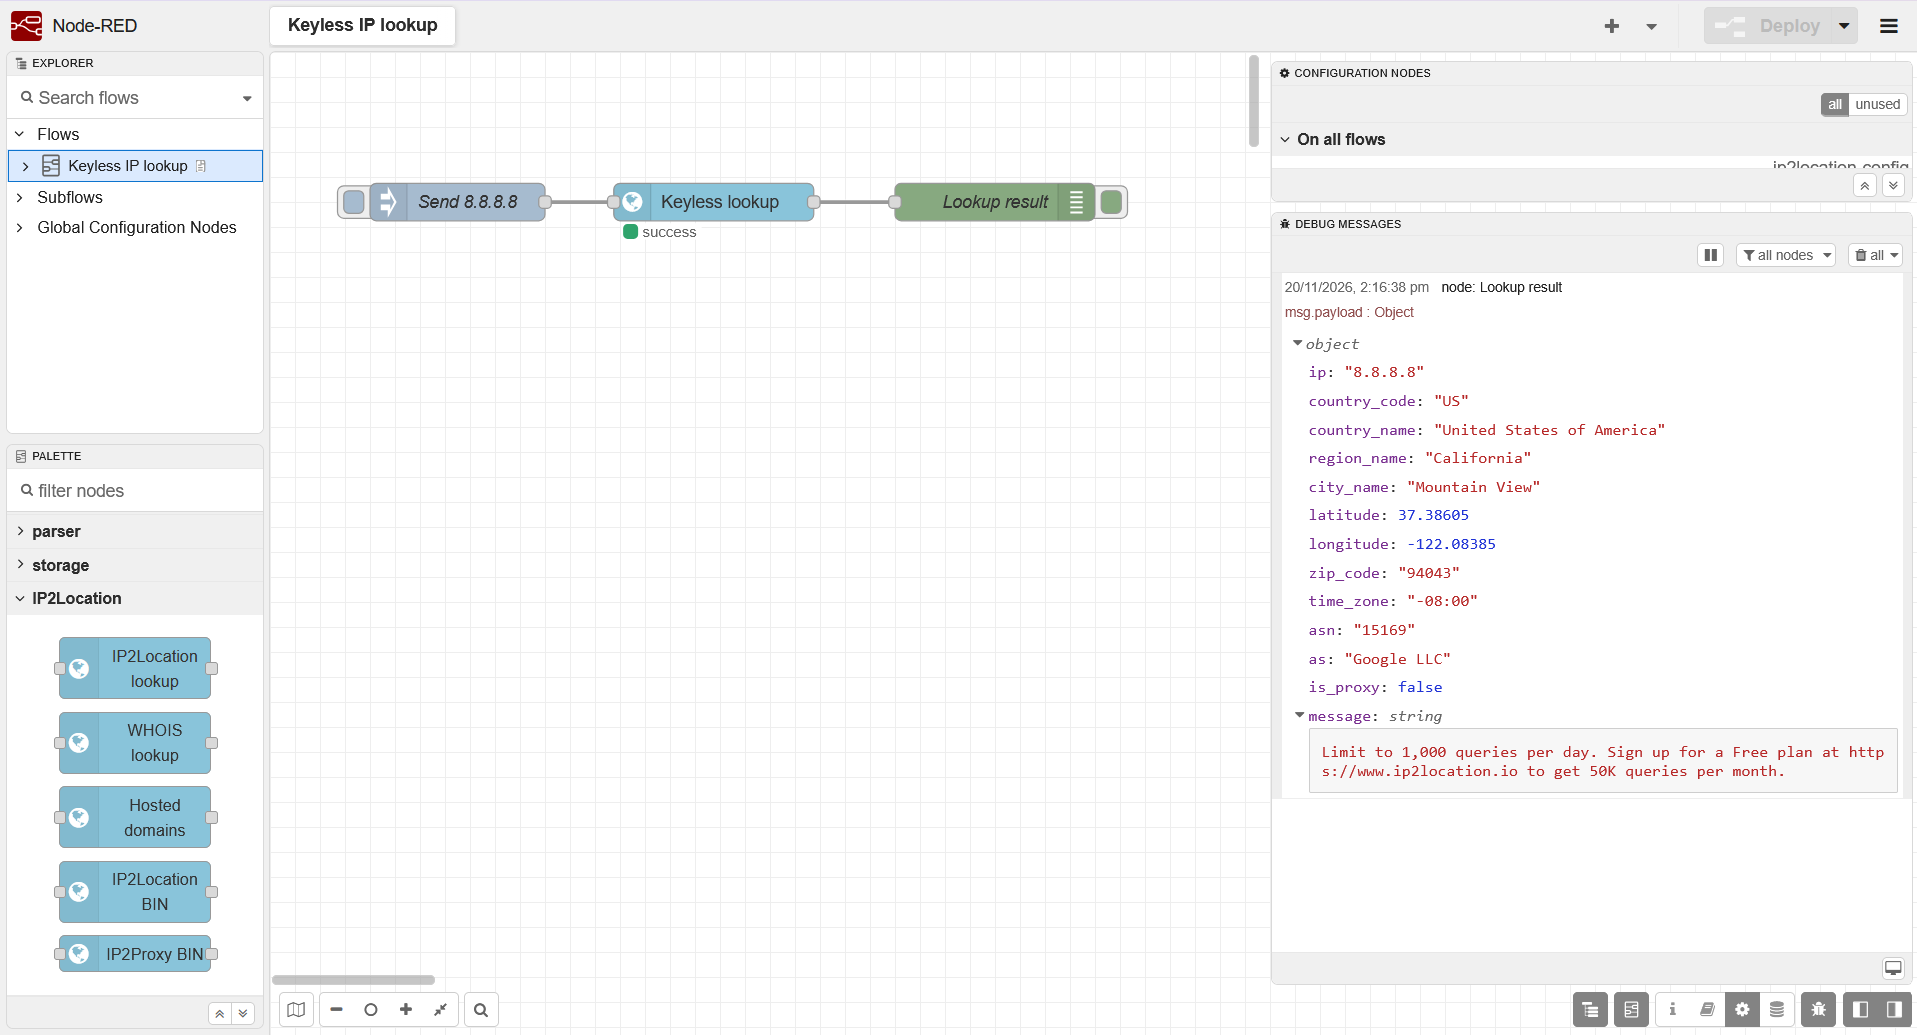 Node-RED
Keyless IP lookup
Deploy
EXPLORER
Search flows
Flows
Keyless IP lookup
Subflows
Global Configuration Nodes
PALETTE
filter nodes
parser
storage
IP2Location
IP2Location
lookup
WHOIS
lookup
Hosted
domains
IP2Location
BIN
IP2Proxy BIN
Send 8.8.8.8
Keyless lookup
success
Lookup result
CONFIGURATION NODES
all unused
On all flows
ip2location-config
DEBUG MESSAGES
all nodes
all
20/11/2026, 2:16:38 pm node: Lookup result
msg.payload : Object
object
ip: "8.8.8.8"
country_code: "US"
country_name: "United States of America"
region_name: "California"
city_name: "Mountain View"
latitude: 37.38605
longitude: -122.08385
zip_code: "94043"
time_zone: "-08:00"
asn: "15169"
as: "Google LLC"
is_proxy: false
message: string
Limit to 1,000 queries per day. Sign up for a Free plan at http
s://www.ip2location.io to get 50K queries per month.